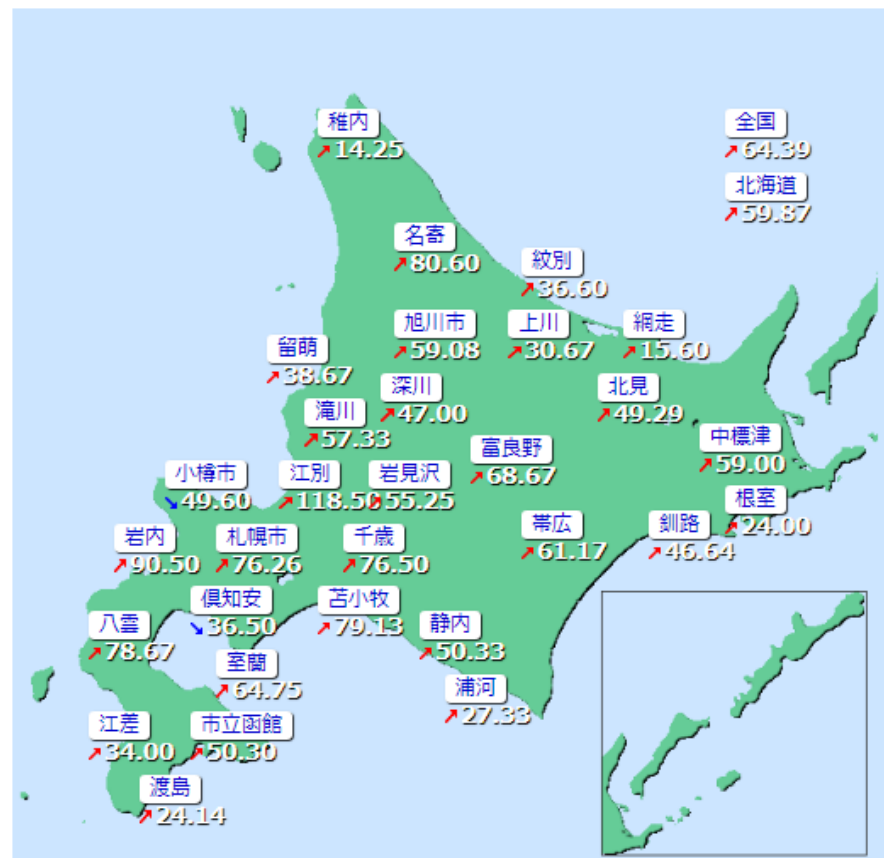 稚内
↗14.25
全国
↗64.39
北海道
↗59.87
名寄
↗80.60
紋別
↗36.60
旭川市
↗59.08
上川
↗30.67
網走
↗15.60
留萌
↗38.67
深川
↗47.00
北見
↗49.29
滝川
↗57.33
富良野
↗68.67
中標津
↗59.00
小樽市
↘49.60
江別
↗118.50
岩見沢
↗55.25
根室
↗24.00
岩内
↗90.50
札幌市
↗76.26
千歳
↗76.50
帯広
↗61.17
釧路
↗46.64
倶知安
↘36.50
苫小牧
↗79.13
八雲
↗78.67
静内
↗50.33
室蘭
↗64.75
浦河
↗27.33
江差
↗34.00
市立函館
↗50.30
渡島
↗24.14